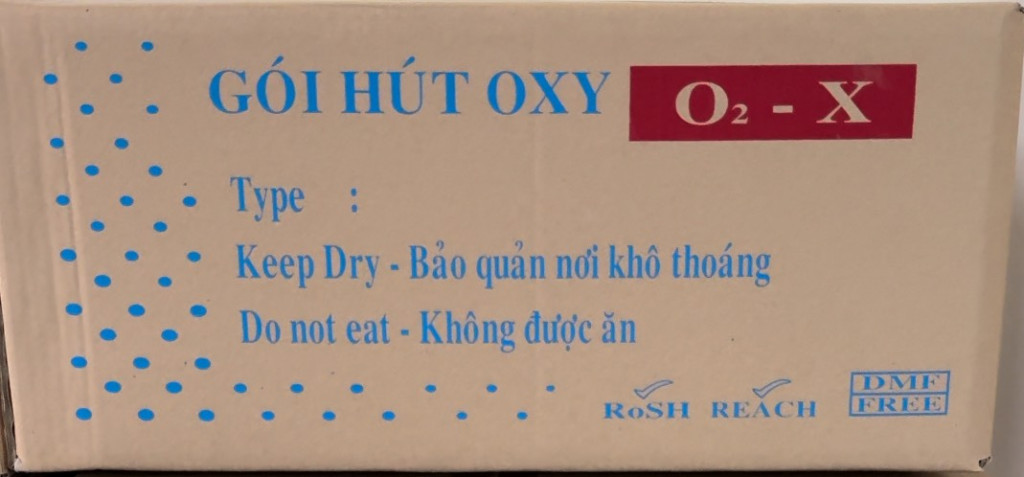 GÓI HÚT OXY O₂ - X
Type :
Keep Dry - Bảo quản nơi khô thoáng
Do not eat - Không được ăn
RoSH REACH DMF FREE